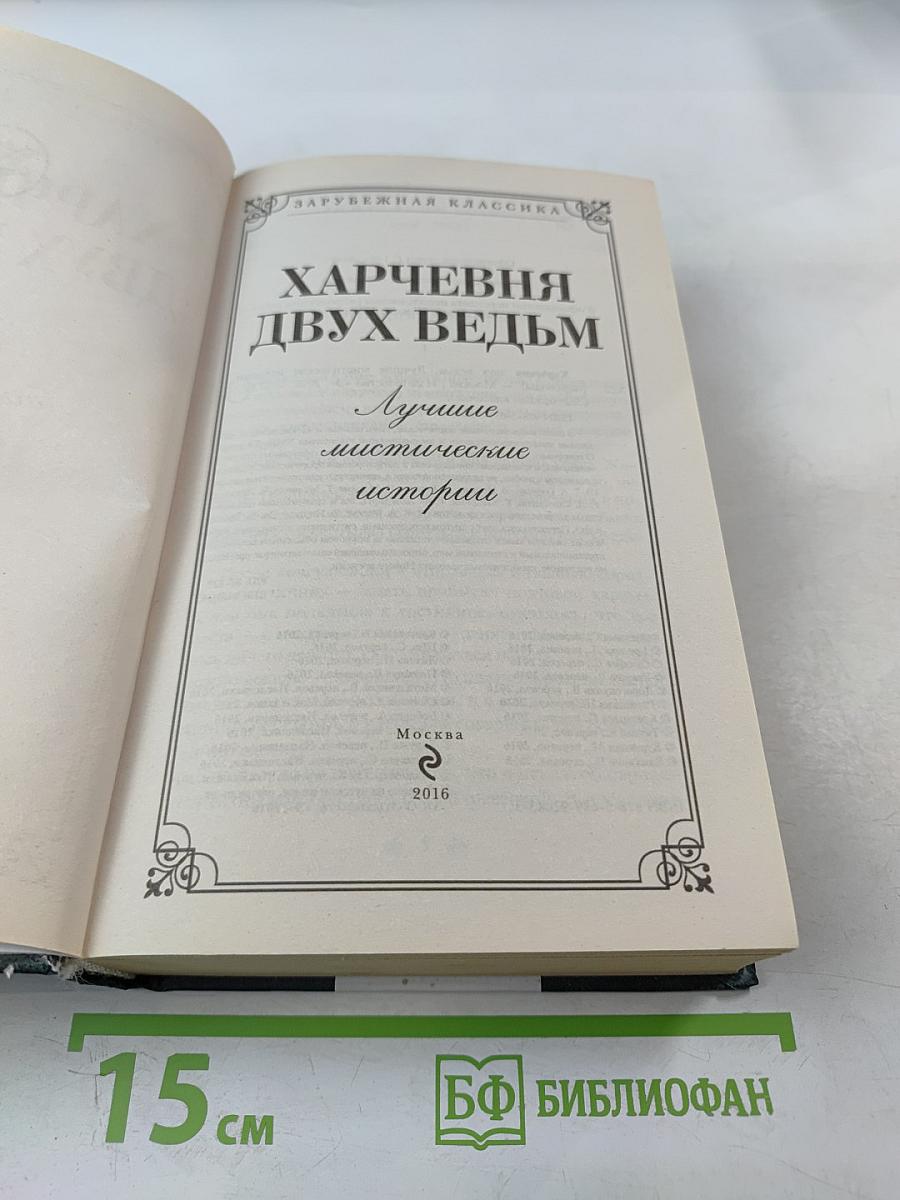 ЗАРУБЕЖНАЯ КЛАССИКА
ХАРЧЕВНЯ
ДВУХ ВЕДЬМ
Лучшие
мистические
истории
Москва
2016
15 см
БФ БИБЛИОФАН